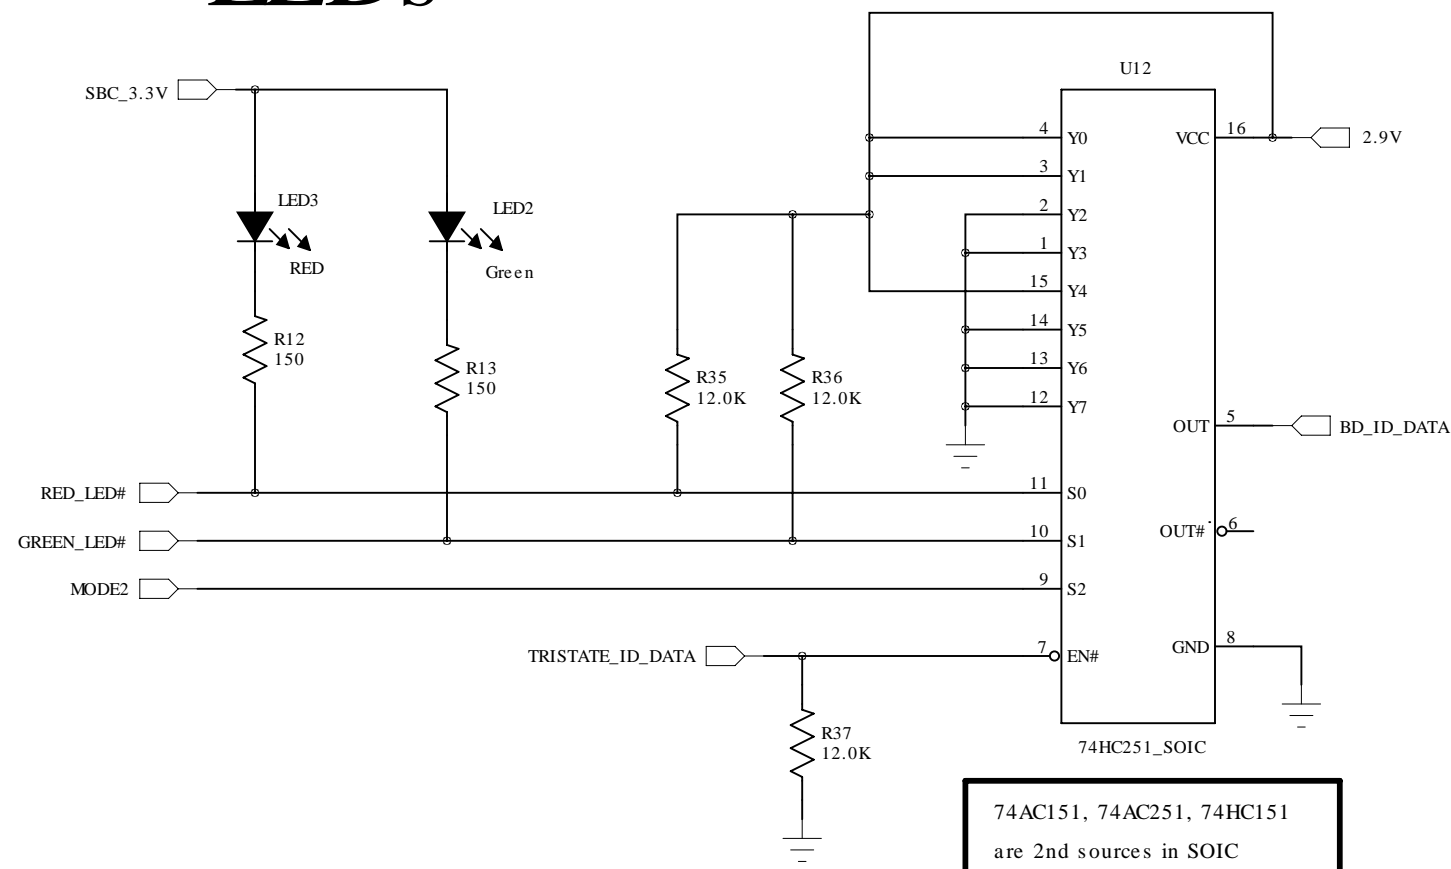 LED's
U12
SBC_3.3V
4 Y0 VCC 16 2.9V
3 Y1
LED3 LED2 2 Y2
RED Green 1 Y3
15 Y4
14 Y5
R12
150
13 Y6
R13
150
R35
12.0K
R36
12.0K
12 Y7
OUT 5 BD_ID_DATA
RED_LED# 11 S0
GREEN_LED# 10 S1 OUT# 6
MODE2 9 S2
TRISTATE_ID_DATA 7 EN# GND 8
R37
12.0K
74HC251_SOIC
74AC151, 74AC251, 74HC151
are 2nd sources in SOIC